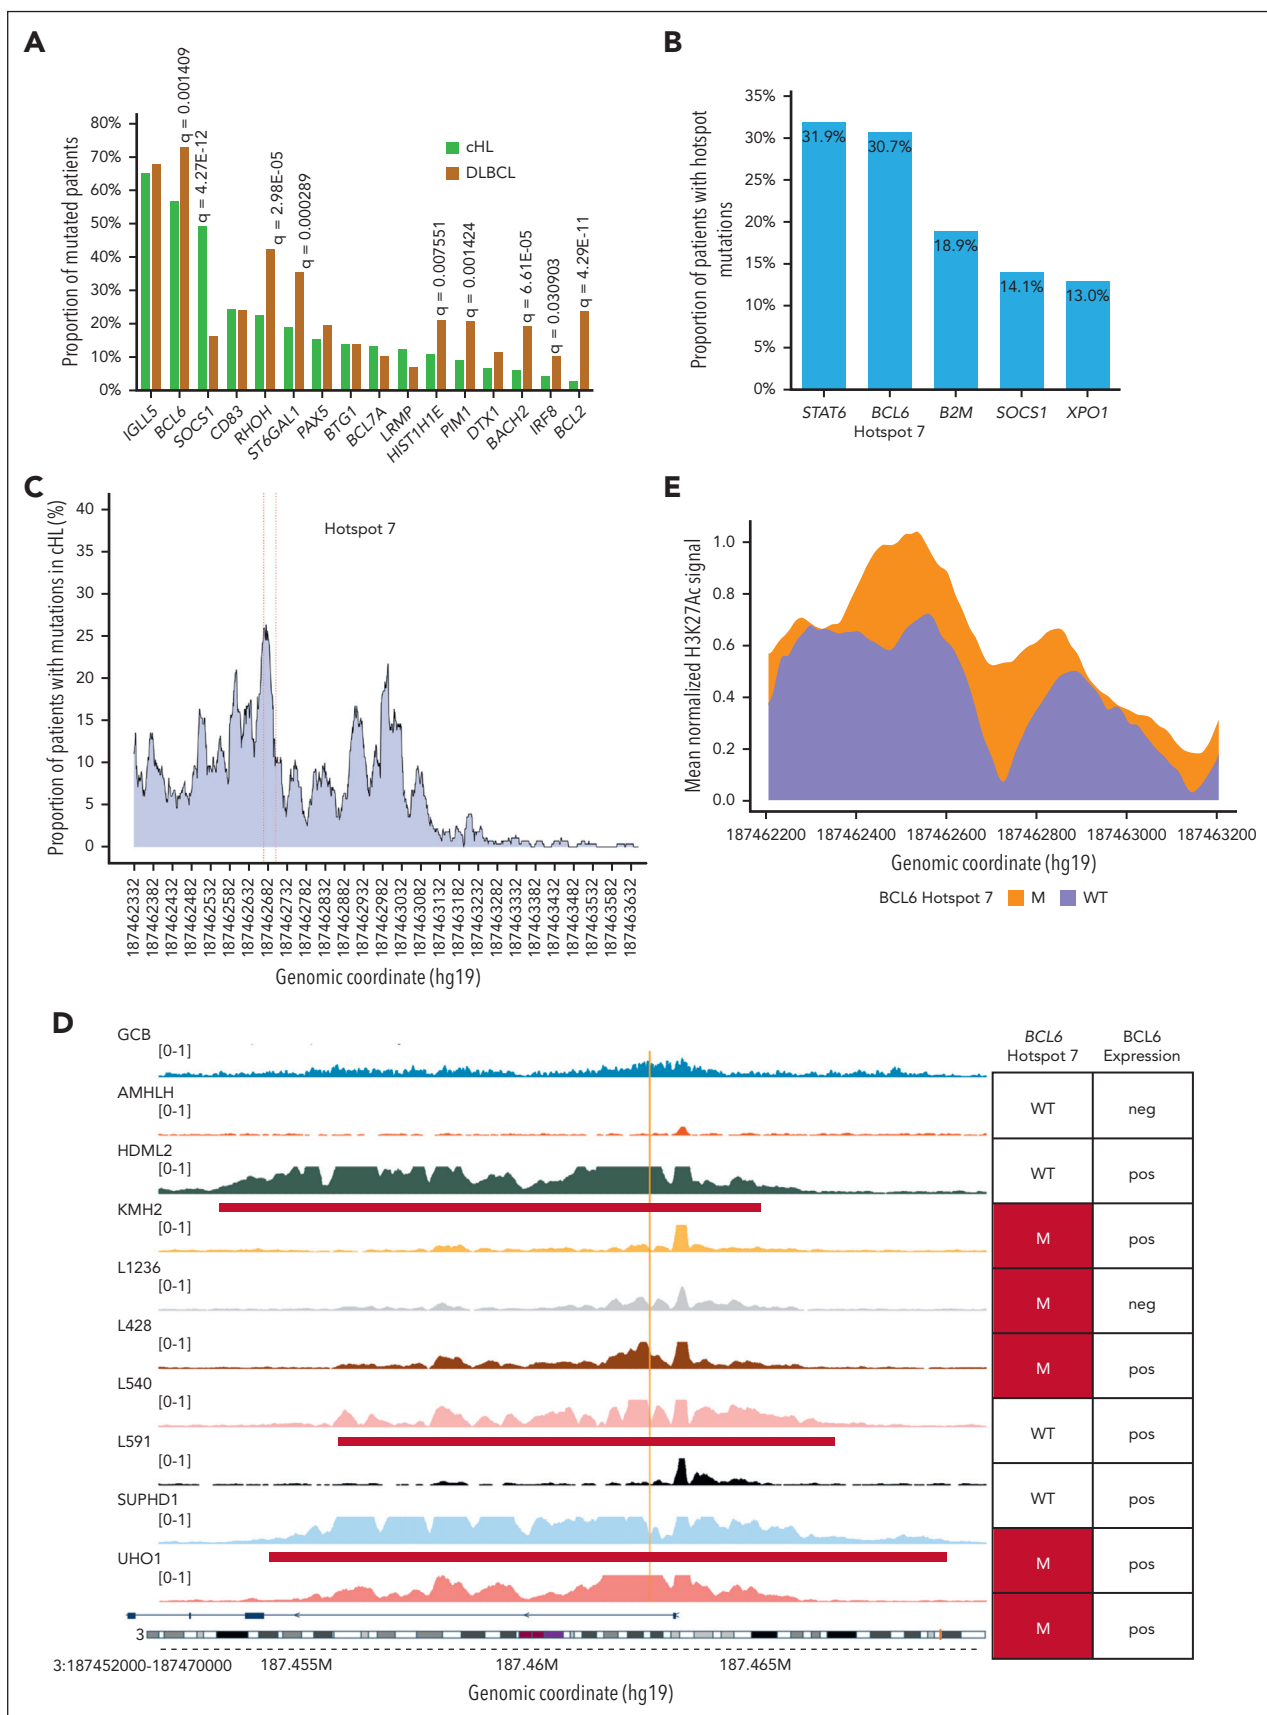 A
Proportion of mutated patients
80%
70%
60%
50%
40%
30%
20%
10%
0%
q = 0.001409
q = 4.27E-12
q = 2.98E-05
q = 0.000289
q = 0.007551
q = 0.001424
q = 6.61E-05
q = 0.030903
q = 4.29E-11
cHL
DLBCL
IGLL5
BCL6
SOCS1
CD83
RHOH
ST6GAL1
PAX5
BTG1
BCL7A
LRMP
HIST1H1E
PIM1
DTX1
BACH2
IRF8
BCL2
B
Proportion of patients with hotspot
mutations
35%
30%
25%
20%
15%
10%
5%
0%
31.9%
30.7%
18.9%
14.1%
13.0%
STAT6
BCL6
Hotspot 7
B2M
SOCS1
XPO1
C
Proportion of patients with mutations in cHL (%)
40
35
30
25
20
15
10
5
0
Hotspot 7
187462332
187462382
187462432
187462482
187462532
187462582
187462632
187462682
187462732
187462782
187462832
187462882
187462932
187462982
187463032
187463082
187463132
187463182
187463232
187463282
187463332
187463382
187463432
187463482
187463532
187463582
187463632
Genomic coordinate (hg19)
E
Mean normalized H3K27Ac signal
1.0
0.8
0.6
0.4
0.2
0.0
187462200
187462400
187462600
187462800
187463000
187463200
Genomic coordinate (hg19)
BCL6 Hotspot 7 M WT
D
BCL6
Hotspot 7
BCL6
Expression
GCB
[0-1]
AMHLH
[0-1]
WT neg
HDML2
[0-1]
WT pos
KMH2
[0-1]
M pos
L1236
[0-1]
M neg
L428
[0-1]
M pos
L540
[0-1]
WT pos
L591
[0-1]
WT pos
SUPHD1
[0-1]
M pos
UHO1
[0-1]
M pos
3
3:187452000-187470000
187.455M
187.46M
187.465M
Genomic coordinate (hg19)